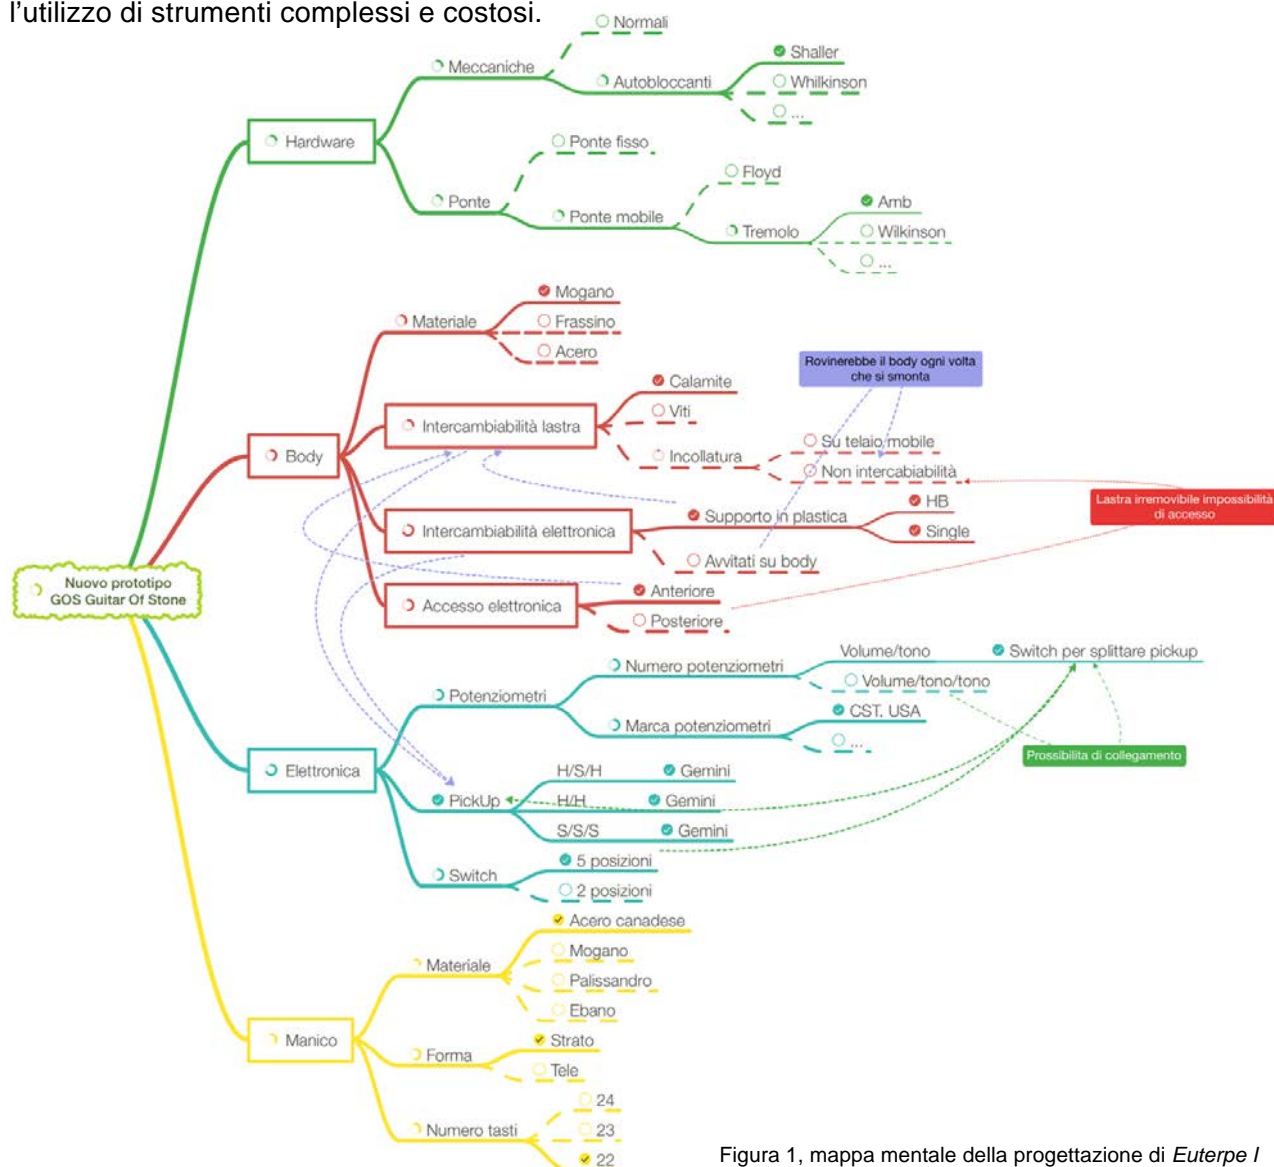 l’utilizzo di strumenti complessi e costosi.
Normali
Meccaniche
Shaller
Autobloccanti
Whilkinson
...
Hardware
Ponte fisso
Floyd
Ponte
Ponte mobile
Amb
Tremolo
Wilkinson
...
Mogano
Materiale
Frassino
Acero
Rovinerebbe il body ogni volta
che si smonta
Calamite
Viti
Intercambiabilità lastra
Su telaio mobile
Incollatura
Non intercabiabilità
Body
Lastra irremovibile impossibilità
di accesso
HB
Supporto in plastica
Single
Intercambiabilità elettronica
Avvitati su body
Anteriore
Accesso elettronica
Posteriore
Nuovo prototipo
GOS Guitar Of Stone
Volume/tono
Switch per splittare pickup
Numero potenziometri
Volume/tono/tono
Potenziometri
CST. USA
Marca potenziometri
...
Prossibilita di collegamento
Elettronica
H/S/H
Gemini
PickUp
H/H
Gemini
S/S/S
Gemini
5 posizioni
Switch
2 posizioni
Acero canadese
Mogano
Materiale
Palissandro
Ebano
Manico
Strato
Forma
Tele
24
Numero tasti
23
22
Figura 1, mappa mentale della progettazione di Euterpe I